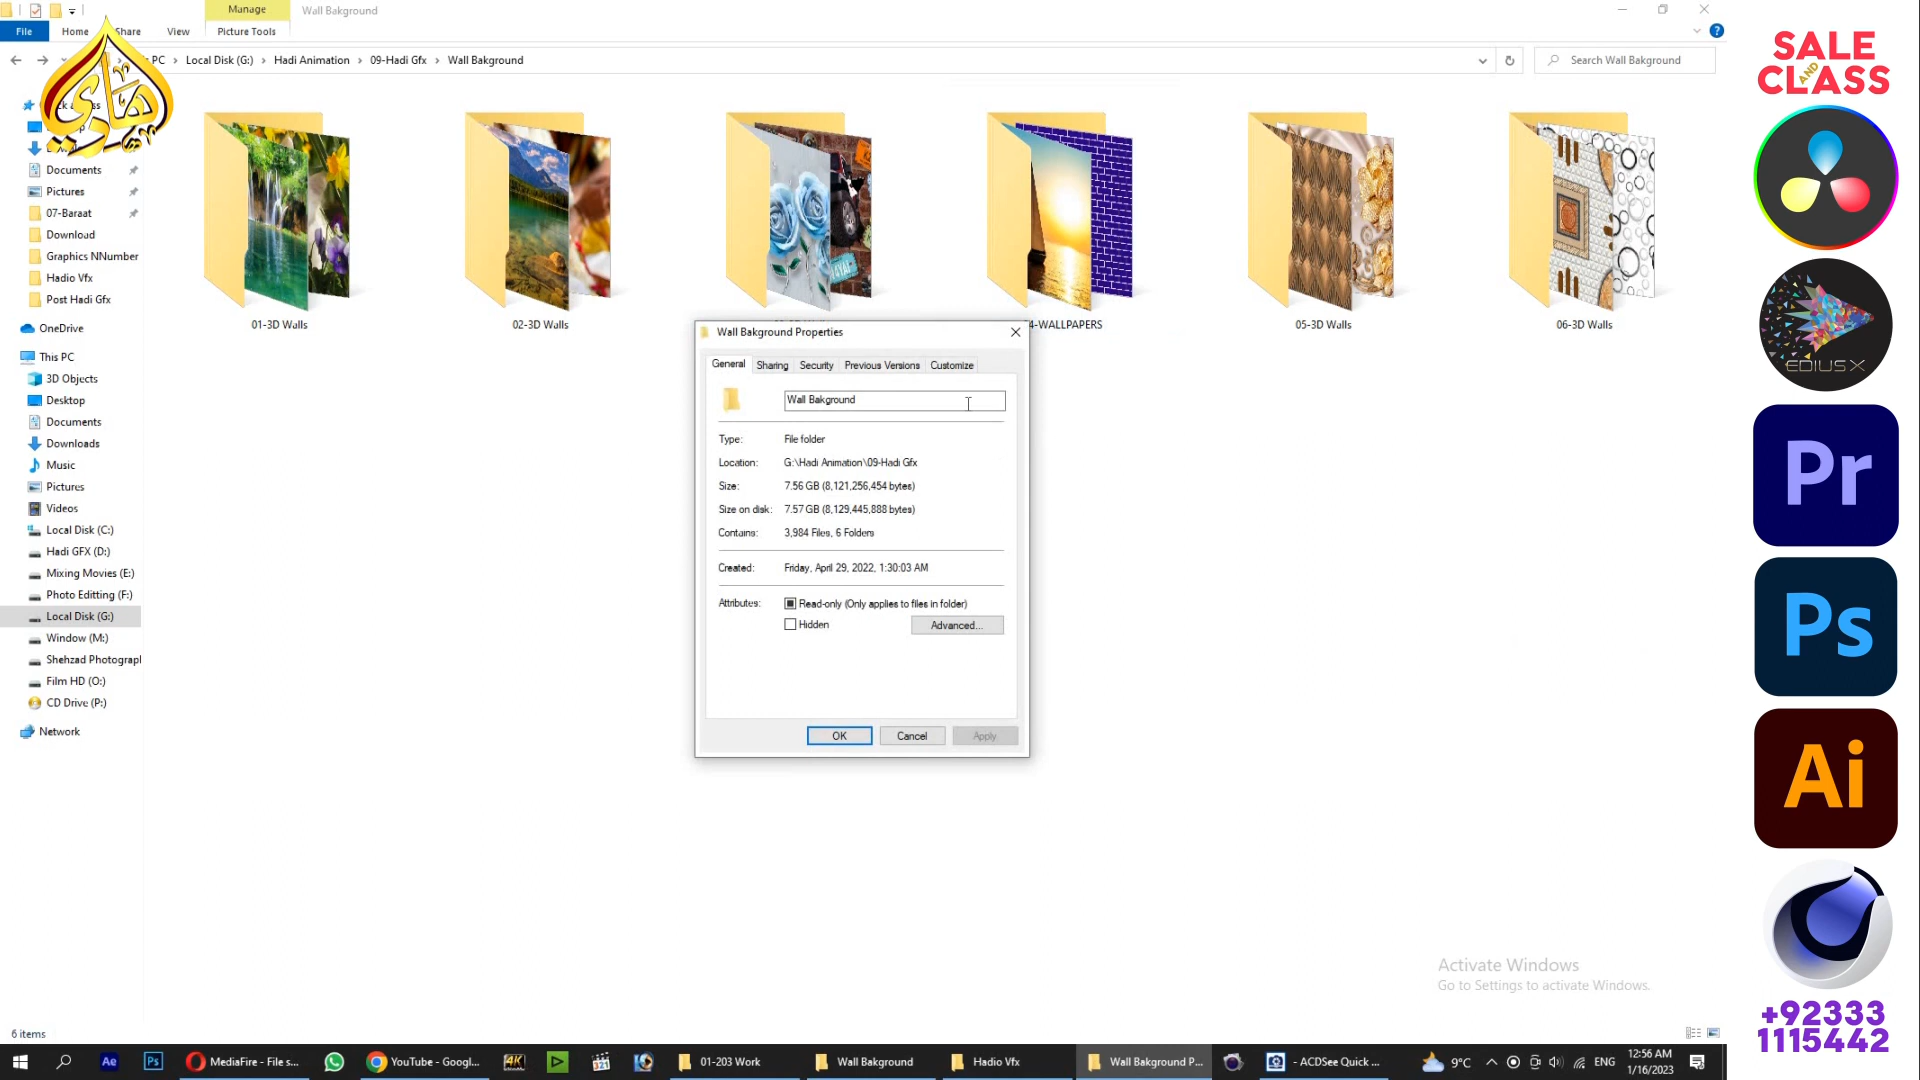 Manage
Wall Bakground
File
Home
Share
View
Picture Tools
PC
Local Disk (G:)
Hadi Animation
09-Hadi Gfx
Wall Bakground
Search Wall Bakground
هادي
Documents
Pictures
07-Baraat
Download
Graphics NNumber
Hadio Vfx
Post Hadi Gfx
OneDrive
This PC
3D Objects
Desktop
Documents
Downloads
Music
Pictures
Videos
Local Disk (C:)
Hadi GFX (D:)
Mixing Movies (E:)
Photo Editting (F:)
Local Disk (G:)
Window (M:)
Shehzad Photograpl
Film HD (O:)
CD Drive (P:)
Network
01-3D Walls
02-3D Walls
4-WALLPAPERS
05-3D Walls
06-3D Walls
Wall Bakground Properties
General
Sharing
Security
Previous Versions
Customize
Wall Bakground
Type: File folder
Location: G:\Hadi Animation\09-Hadi Gfx
Size: 7.56 GB (8,121,256,454 bytes)
Size on disk: 7.57 GB (8,129,445,888 bytes)
Contains: 3,984 Files, 6 Folders
Created: Friday, April 29, 2022, 1:30:03 AM
Attributes: Read-only (Only applies to files in folder)
Hidden
Advanced...
OK
Cancel
Apply
Activate Windows
Go to Settings to activate Windows.
6 items
Ae
Ps
MediaFire - File s...
YouTube - Googl...
4K
321
01-203 Work
Wall Bakground
Hadio Vfx
Wall Bakground P...
- ACDSee Quick ...
9°C
ENG
12:56 AM
1/16/2023
SALE
AND
CLASS
EDIUS X
Pr
Ps
Ai
+92333
1115442